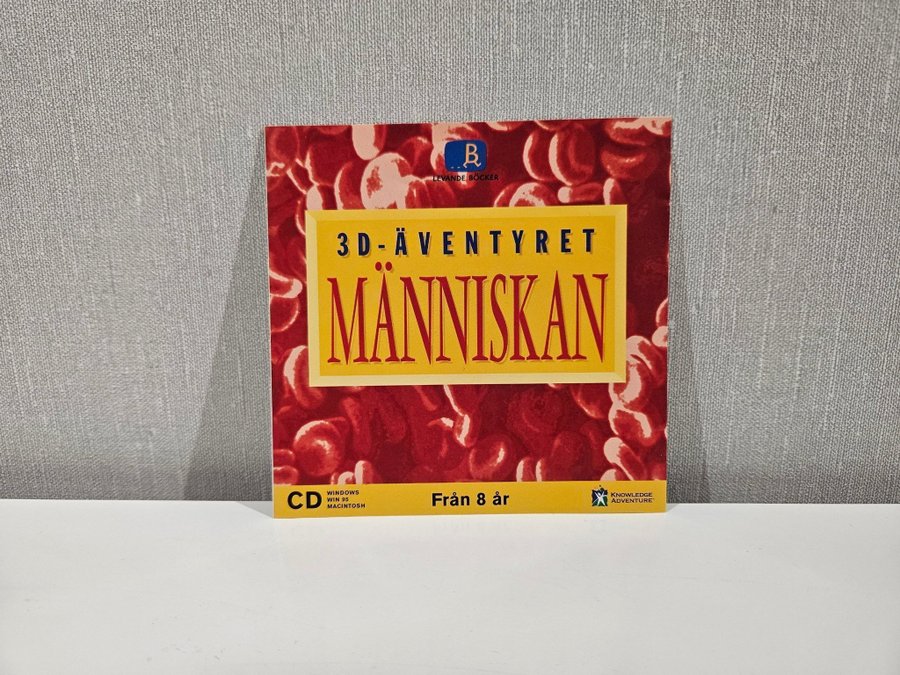 B
LEVANDE BÖCKER
3D-ÄVENTYRET
MÄNNISKAN
CD
WINDOWS
WIN 95
MACINTOSH
Från 8 år
KNOWLEDGE
ADVENTURE